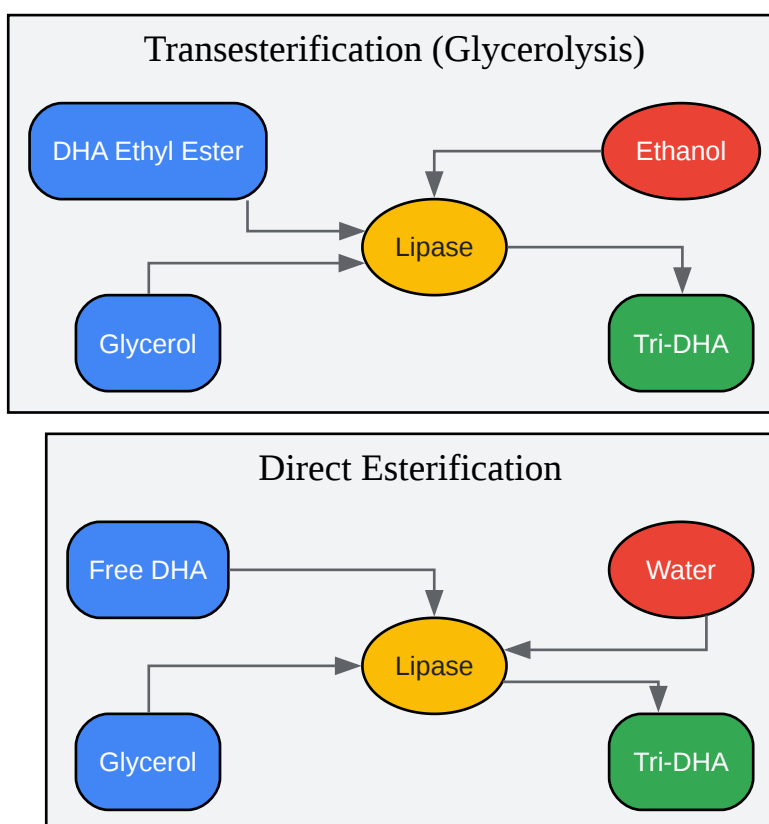 Transesterification (Glycerolysis)
DHA Ethyl Ester
Ethanol
Lipase
Glycerol
Tri-DHA
Direct Esterification
Free DHA
Water
Lipase
Glycerol
Tri-DHA